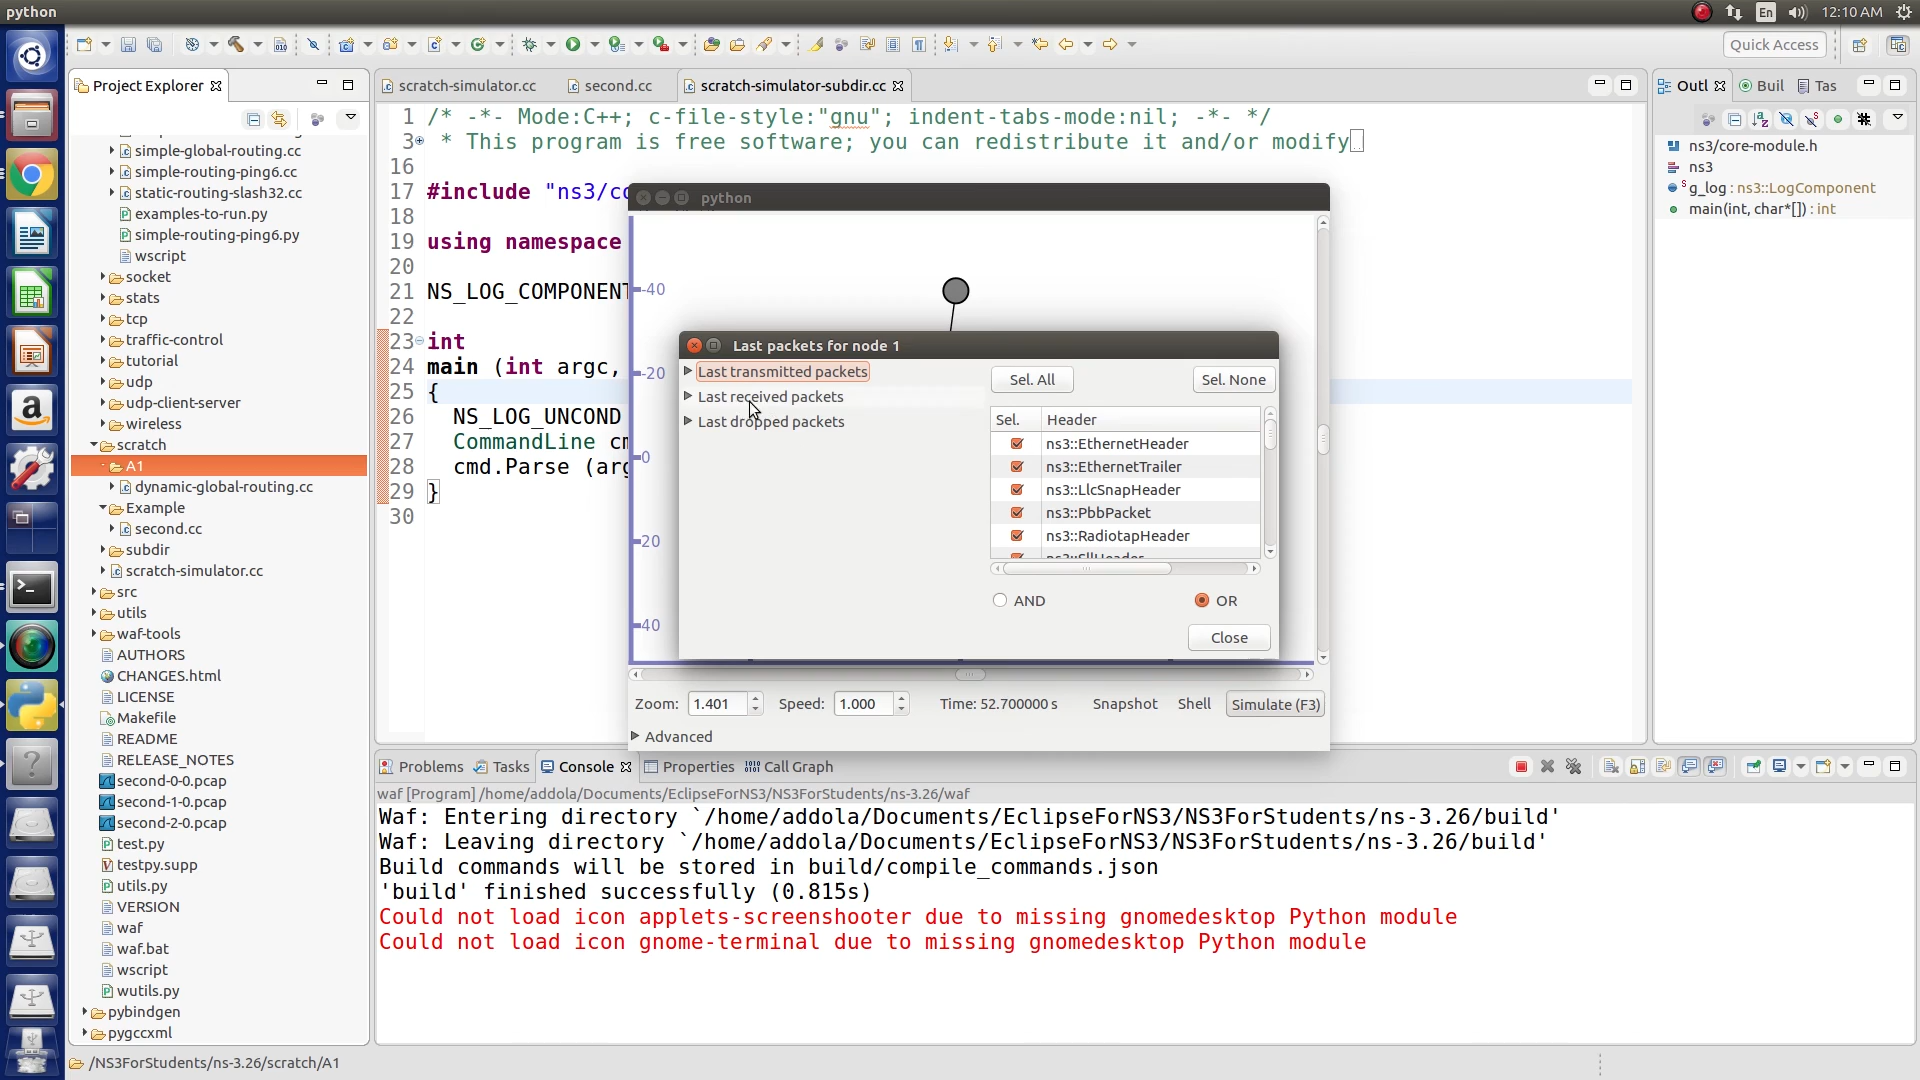 python
En
12:10 AM
Quick Access
Project Explorer
simple-global-routing.cc
simple-routing-ping6.cc
static-routing-slash32.cc
examples-to-run.py
simple-routing-ping6.py
wscript
socket
stats
tcp
traffic-control
tutorial
udp
udp-client-server
wireless
scratch
A1
dynamic-global-routing.cc
Example
second.cc
subdir
scratch-simulator.cc
src
utils
waf-tools
AUTHORS
CHANGES.html
LICENSE
Makefile
README
RELEASE_NOTES
second-0-0.pcap
second-1-0.pcap
second-2-0.pcap
test.py
testpy.supp
utils.py
VERSION
waf
waf.bat
wscript
wutils.py
pybindgen
pygccxml
/NS3ForStudents/ns-3.26/scratch/A1
scratch-simulator.cc
second.cc
scratch-simulator-subdir.cc
1 /* -*- Mode:C++; c-file-style:"gnu"; indent-tabs-mode:nil; -*- */
3 * This program is free software; you can redistribute it and/or modify
16
17 #include "ns3/co
18
19 using namespace
20
21 NS_LOG_COMPONENT
22
23 int
24 main (int argc,
25 {
26 NS_LOG_UNCOND
27 CommandLine cm
28 cmd.Parse (arg
29 }
30
python
-40
-20
0
20
40
Last packets for node 1
Last transmitted packets
Last received packets
Last dropped packets
Sel. All
Sel. None
Sel. Header
ns3::EthernetHeader
ns3::EthernetTrailer
ns3::LlcSnapHeader
ns3::PbbPacket
ns3::RadiotapHeader
AND
OR
Close
Zoom: 1.401 Speed: 1.000 Time: 52.700000 s Snapshot Shell Simulate (F3)
Advanced
Outl
Buil
Tas
ns3/core-module.h
ns3
g_log : ns3::LogComponent
main(int, char*[]) : int
Problems
Tasks
Console
Properties
Call Graph
waf [Program] /home/addola/Documents/EclipseForNS3/NS3ForStudents/ns-3.26/waf
Waf: Entering directory `/home/addola/Documents/EclipseForNS3/NS3ForStudents/ns-3.26/build'
Waf: Leaving directory `/home/addola/Documents/EclipseForNS3/NS3ForStudents/ns-3.26/build'
Build commands will be stored in build/compile_commands.json
'build' finished successfully (0.815s)
Could not load icon applets-screenshooter due to missing gnomedesktop Python module
Could not load icon gnome-terminal due to missing gnomedesktop Python module